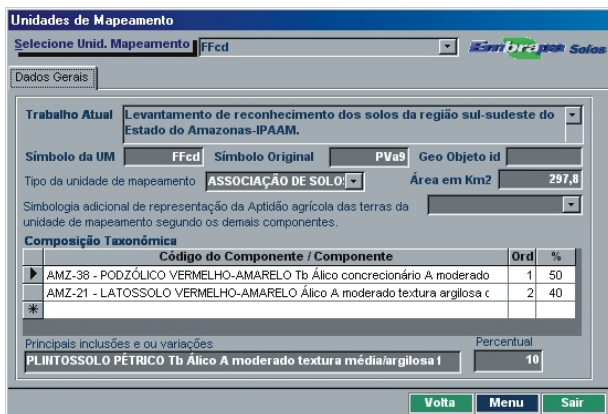 Unidades de Mapeamento
Selecione Unid. Mapeamento FFcd
Embrapa Solos
Dados Gerais
Trabalho Atual Levantamento de reconhecimento dos solos da região sul-sudeste do
Estado do Amazonas-IPAAM.
Símbolo da UM FFcd Símbolo Original PVa9 Geo Objeto id
Tipo da unidade de mapeamento ASSOCIAÇÃO DE SOLO Área em Km2 297,8
Simbologia adicional de representação da Aptidão agrícola das terras da
unidade de mapeamento segundo os demais componentes.
Composição Taxonômica
Código do Componente / Componente Ord %
AMZ-38 - PODZÓLICO VERMELHO-AMARELO Tb Álico concrecionário A moderado 1 50
AMZ-21 - LATOSSOLO VERMELHO-AMARELO Álico A moderado textura argilosa 2 40
Principais inclusões e ou variações Percentual
PLINTOSSOLO PÉTRICO Tb Álico A moderado textura média/argilosa 10
Volta Menu Sair